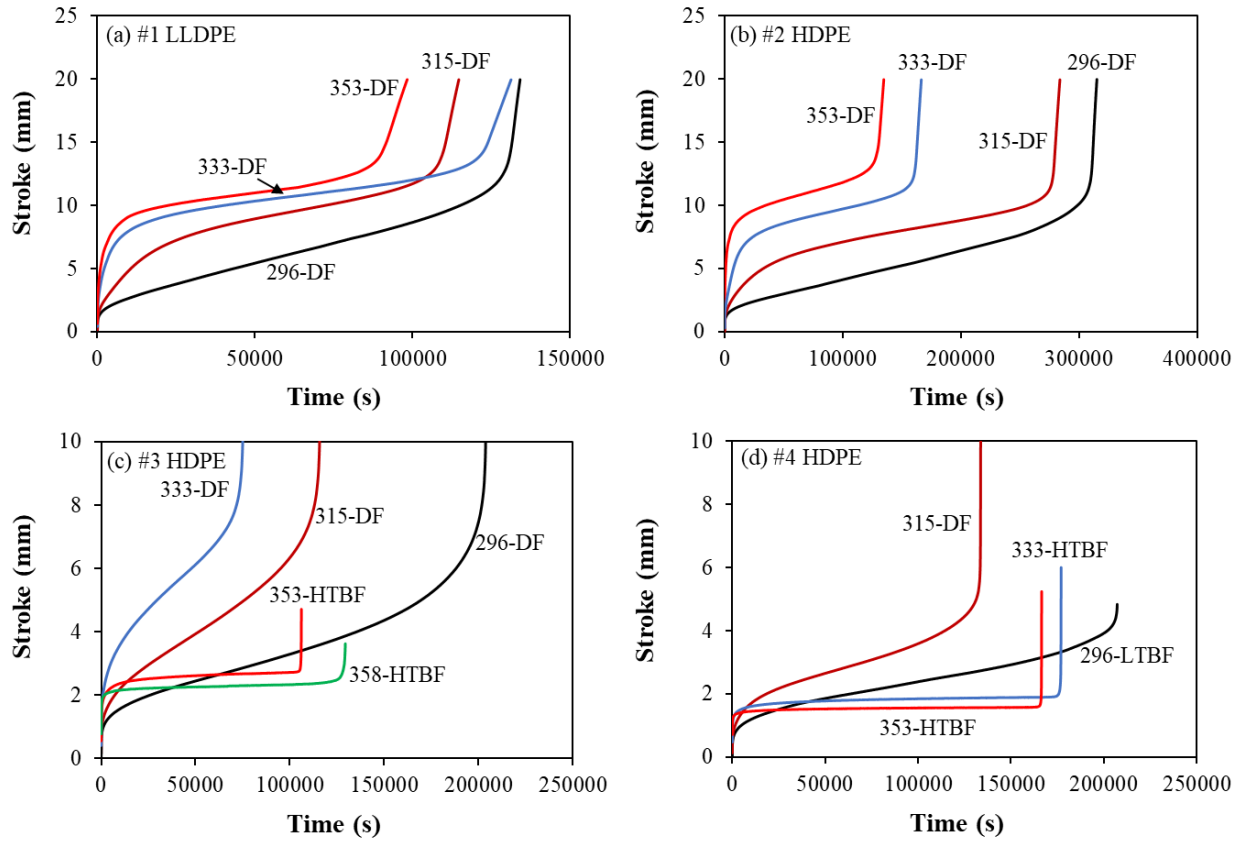 (a) #1 LLDPE
25
20
15
10
5
0
Stroke (mm)
353-DF
315-DF
333-DF
296-DF
0
50000
100000
150000
Time (s)
(b) #2 HDPE
25
20
15
10
5
0
Stroke (mm)
353-DF
333-DF
296-DF
315-DF
0
100000
200000
300000
400000
Time (s)
(c) #3 HDPE
10
8
6
4
2
0
Stroke (mm)
333-DF
315-DF
296-DF
353-HTBF
358-HTBF
0
50000
100000
150000
200000
250000
Time (s)
(d) #4 HDPE
10
8
6
4
2
0
Stroke (mm)
315-DF
333-HTBF
296-LTBF
353-HTBF
0
50000
100000
150000
200000
250000
Time (s)